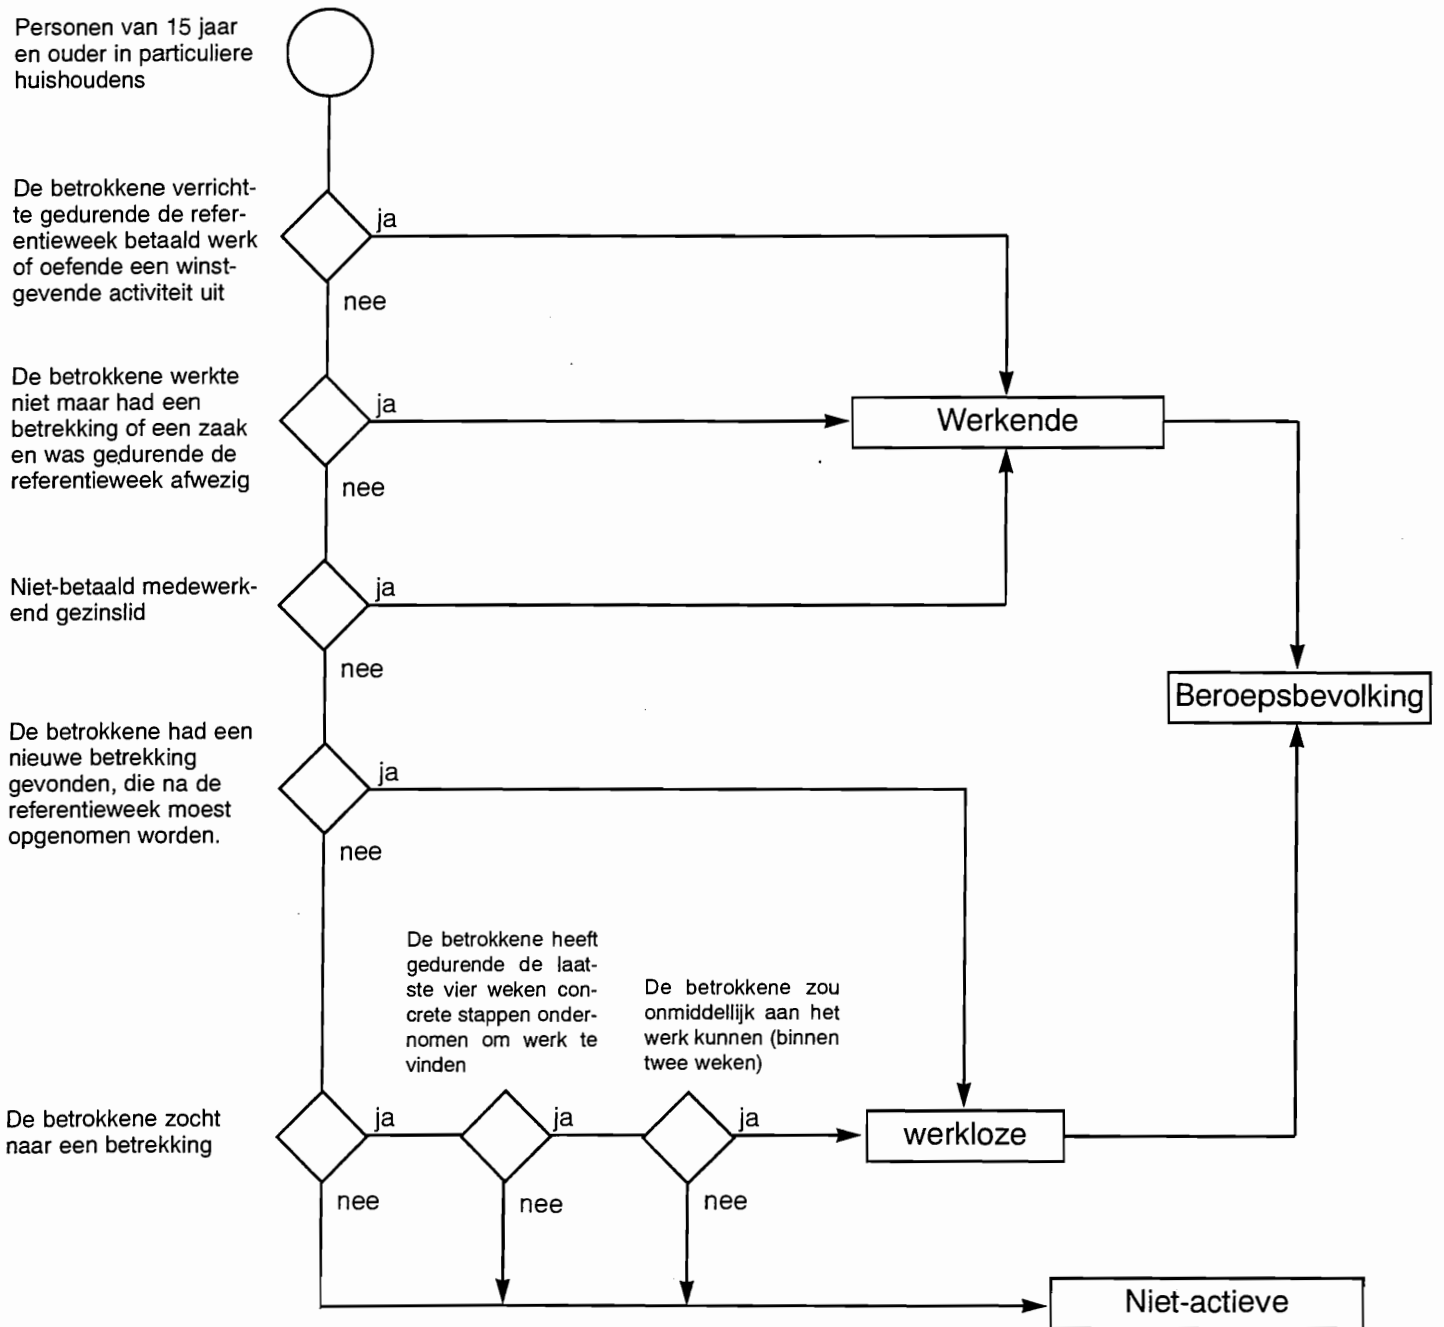 Personen van 15 jaar
en ouder in particuliere
huishoudens
De betrokkene verricht-
te gedurende de refer-
entieweek betaald werk
of oefende een winst-
gevende activiteit uit
ja
nee
De betrokkene werkte
niet maar had een
betrekking of een zaak
en was gedurende de
referentieweek afwezig
ja
nee
Werkende
Niet-betaald medewerk-
end gezinslid
ja
nee
Beroepsbevolking
De betrokkene had een
nieuwe betrekking
gevonden, die na de
referentieweek moest
opgenomen worden.
ja
nee
De betrokkene heeft
gedurende de laat-
ste vier weken con-
crete stappen onder-
nomen om werk te
vinden
De betrokkene zou
onmiddellijk aan het
werk kunnen (binnen
twee weken)
De betrokkene zocht
naar een betrekking
ja
ja
ja
werkloze
nee
nee
nee
Niet-actieve